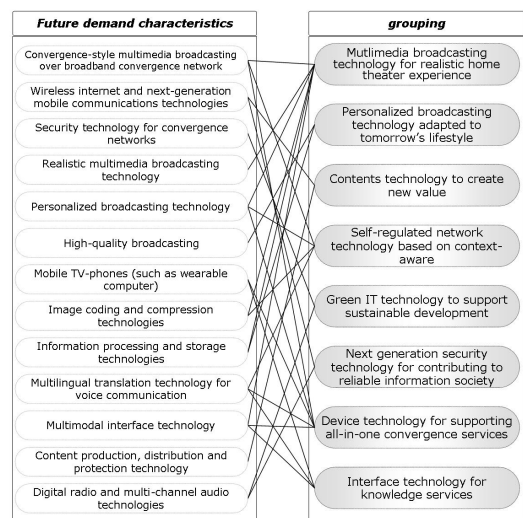 Future demand characteristics
Convergence-style multimedia broadcasting
over broadband convergence network
Wireless internet and next-generation
mobile communications technologies
Security technology for convergence
networks
Realistic multimedia broadcasting
technology
Personalized broadcasting technology
High-quality broadcasting
Mobile TV-phones (such as wearable
computer)
Image coding and compression
technologies
Information processing and storage
technologies
Multilingual translation technology for
voice communication
Multimodal interface technology
Content production, distribution and
protection technology
Digital radio and multi-channel audio
technologies
grouping
Mutlimedia broadcasting
technology for realistic home
theater experience
Personalized broadcasting
technology adapted to
tomorrow's lifestyle
Contents technology to create
new value
Self-regulated network
technology based on context-
aware
Green IT technology to support
sustainable development
Next generation security
technology for contributing to
reliable information society
Device technology for supporting
all-in-one convergence services
Interface technology for
knowledge services